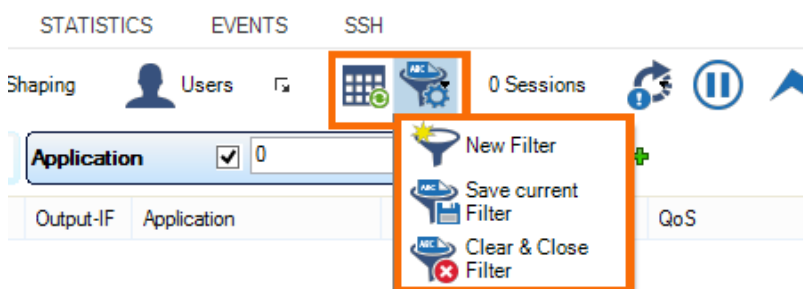 STATISTICS EVENTS SSH
Shaping Users 0 Sessions
New Filter
Application 0
Save current
Filter
Output-IF Application QoS
Clear & Close
Filter